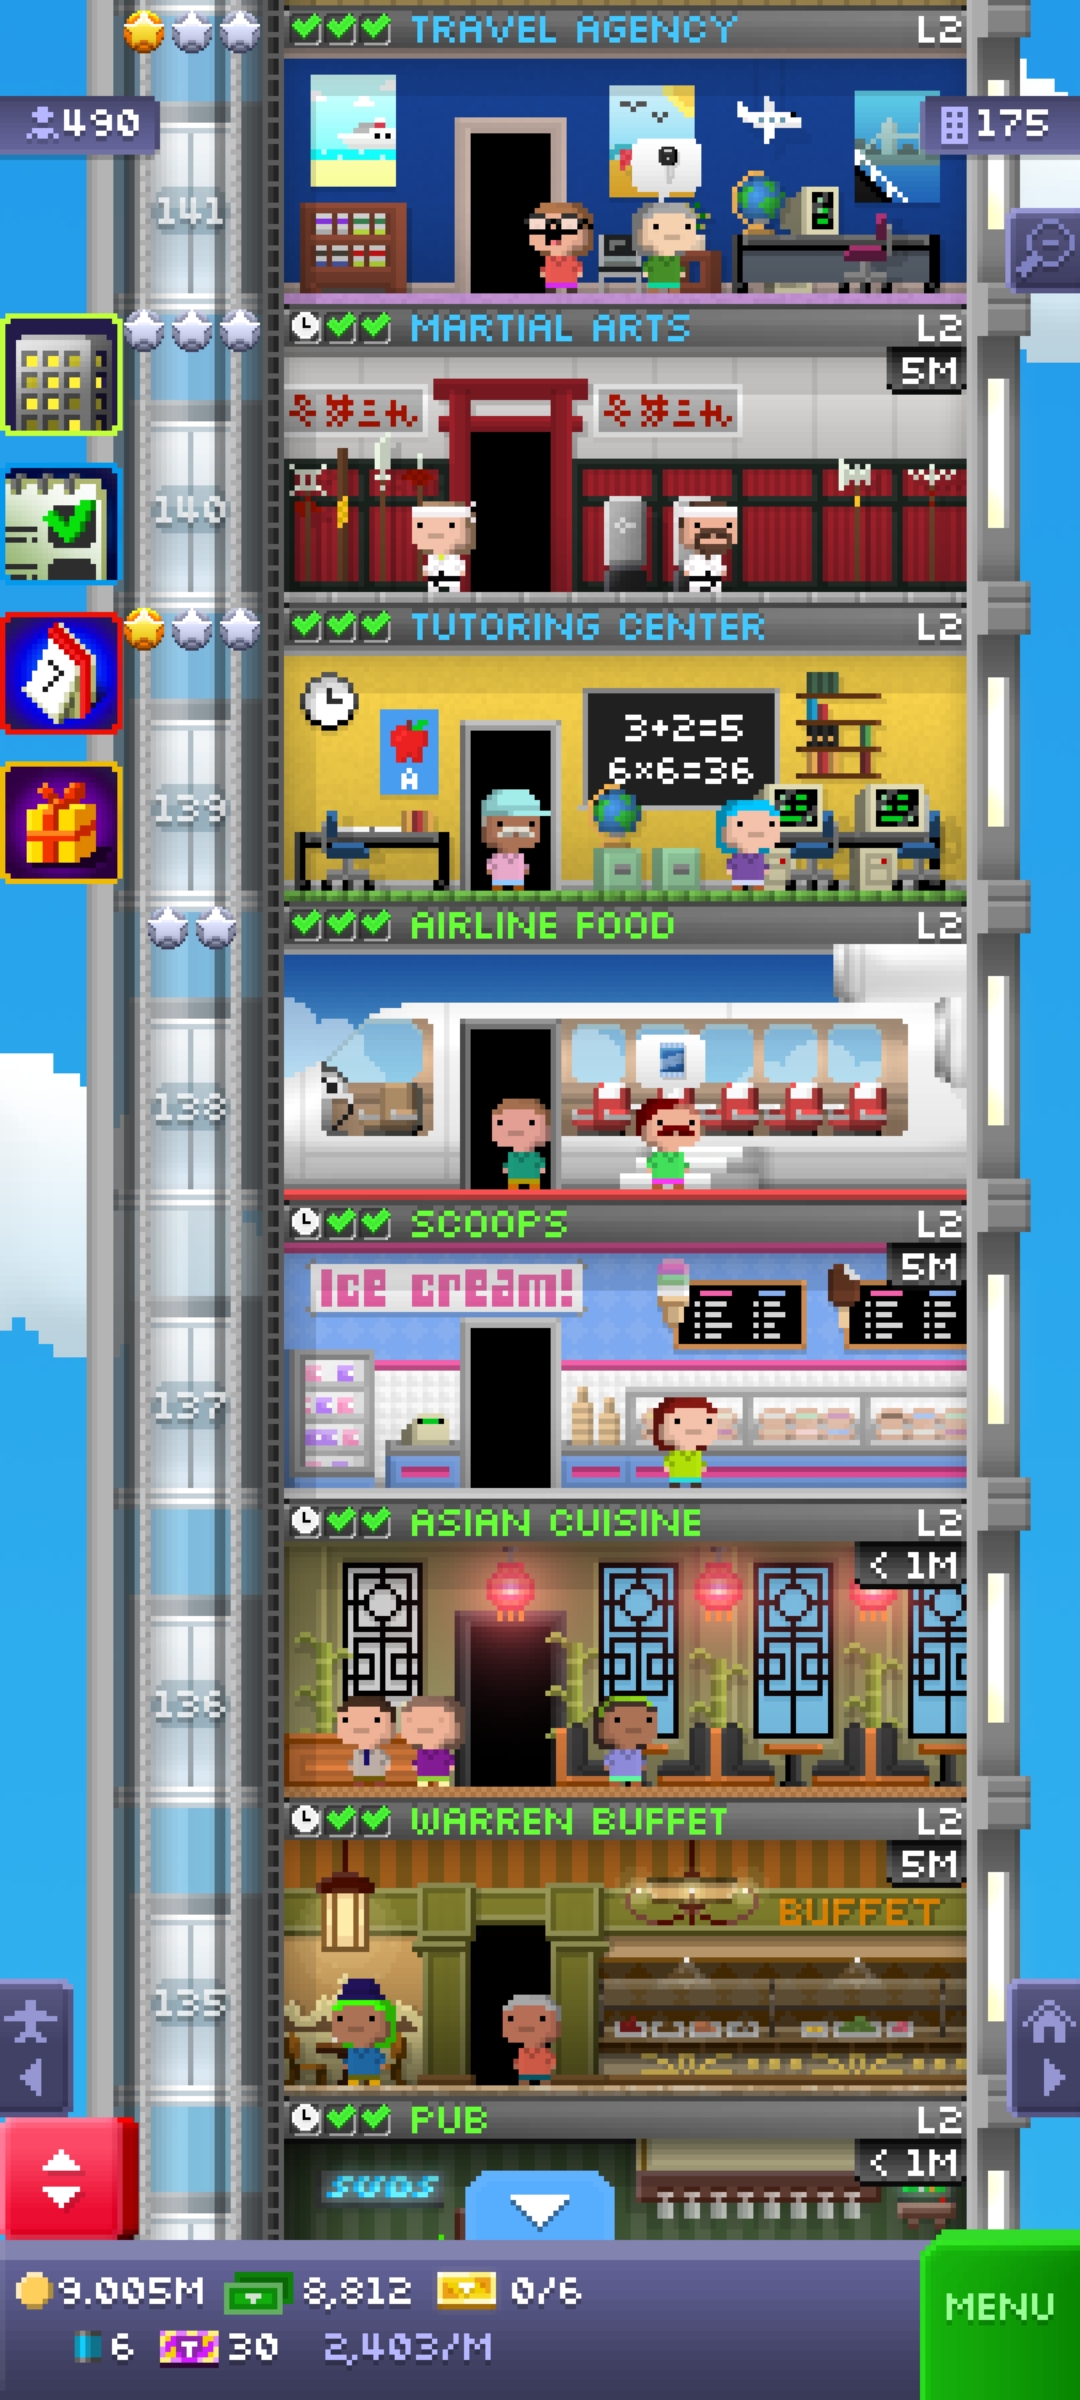 TRAVEL AGENCY L2
490
175
141
MARTIAL ARTS L2
5M
140
TUTORING CENTER L2
3+2=5
6×6=36
A
139
AIRLINE FOOD L2
138
SCOOPS L2
5M
Ice cream!
137
ASIAN CUISINE L2
< 1M
136
WARREN BUFFET L2
5M
BUFFET
135
PUB L2
< 1M
SUDS
9.005M 8,812 0/6
MENU
6 T 30 2,403/M